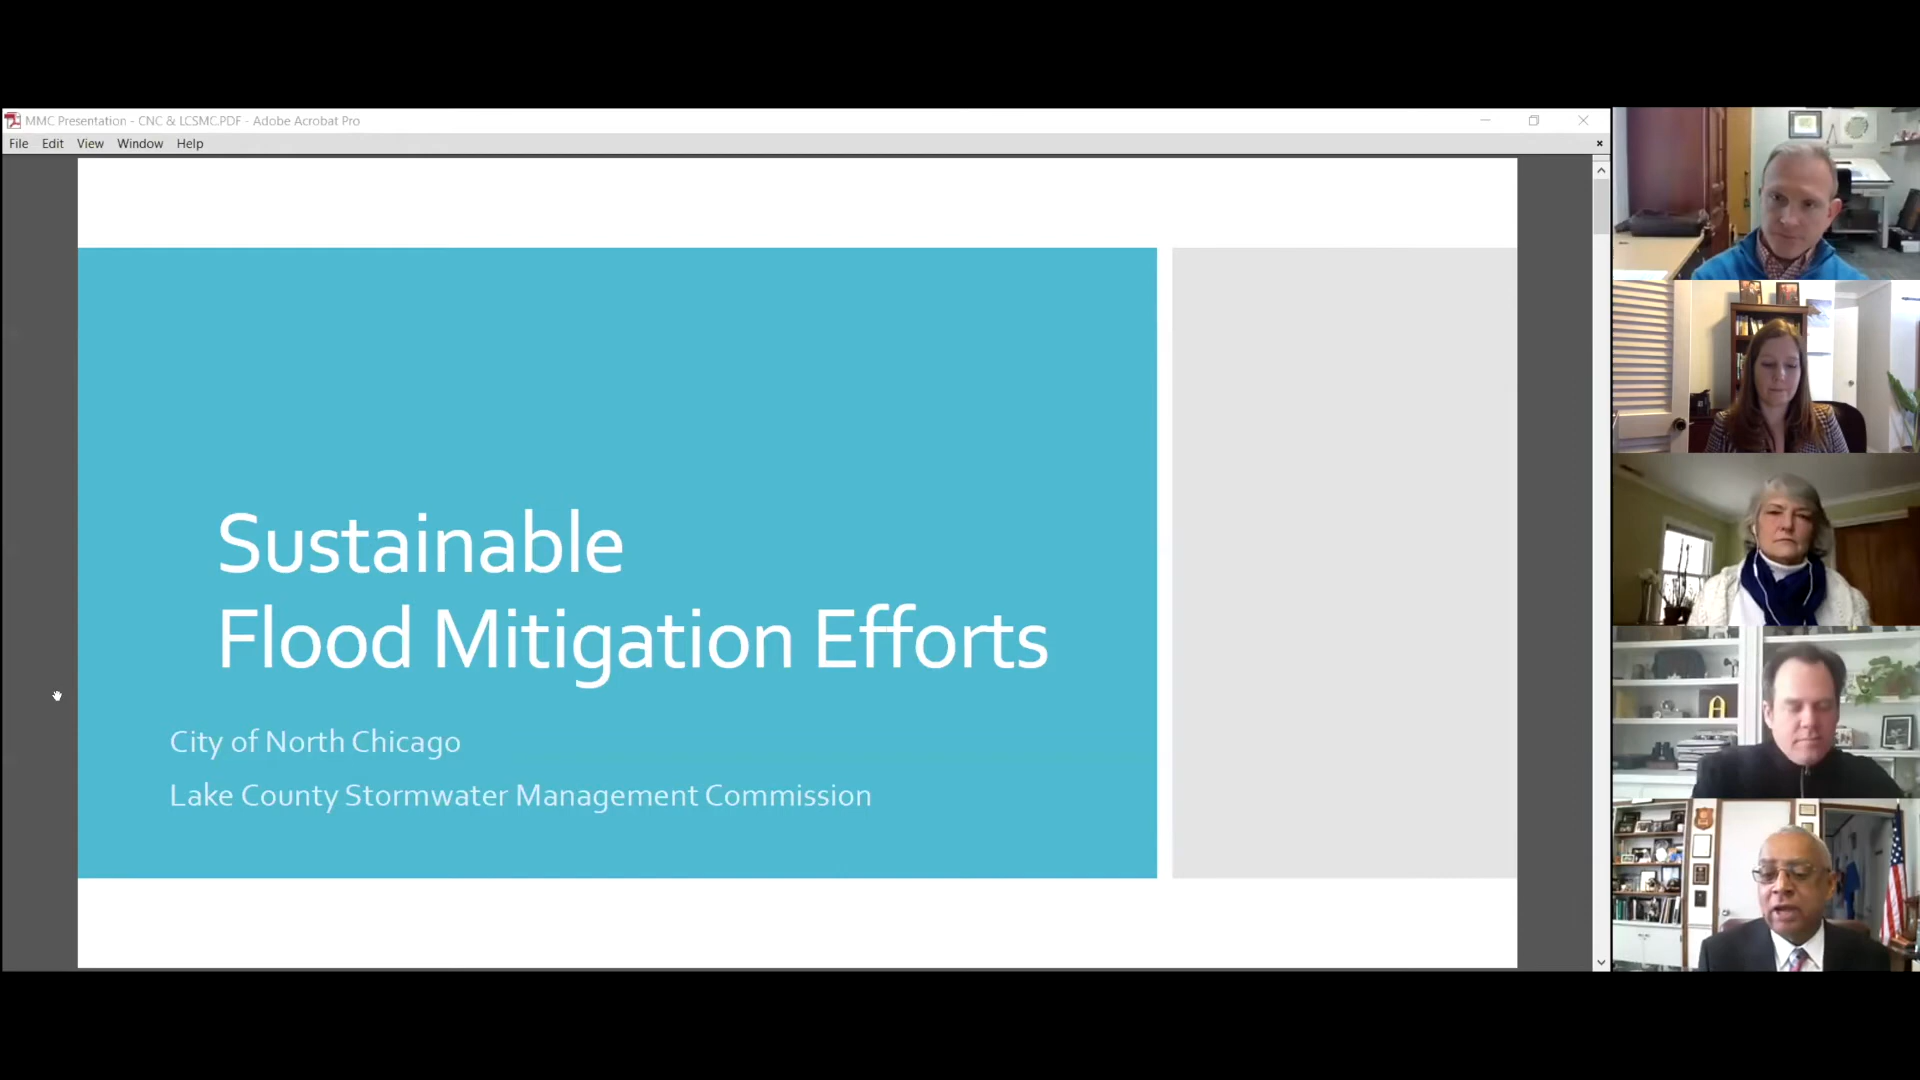 MMC Presentation - CNC & LCSMC.PDF - Adobe Acrobat Pro
File Edit View Window Help
Sustainable
Flood Mitigation Efforts
City of North Chicago
Lake County Stormwater Management Commission